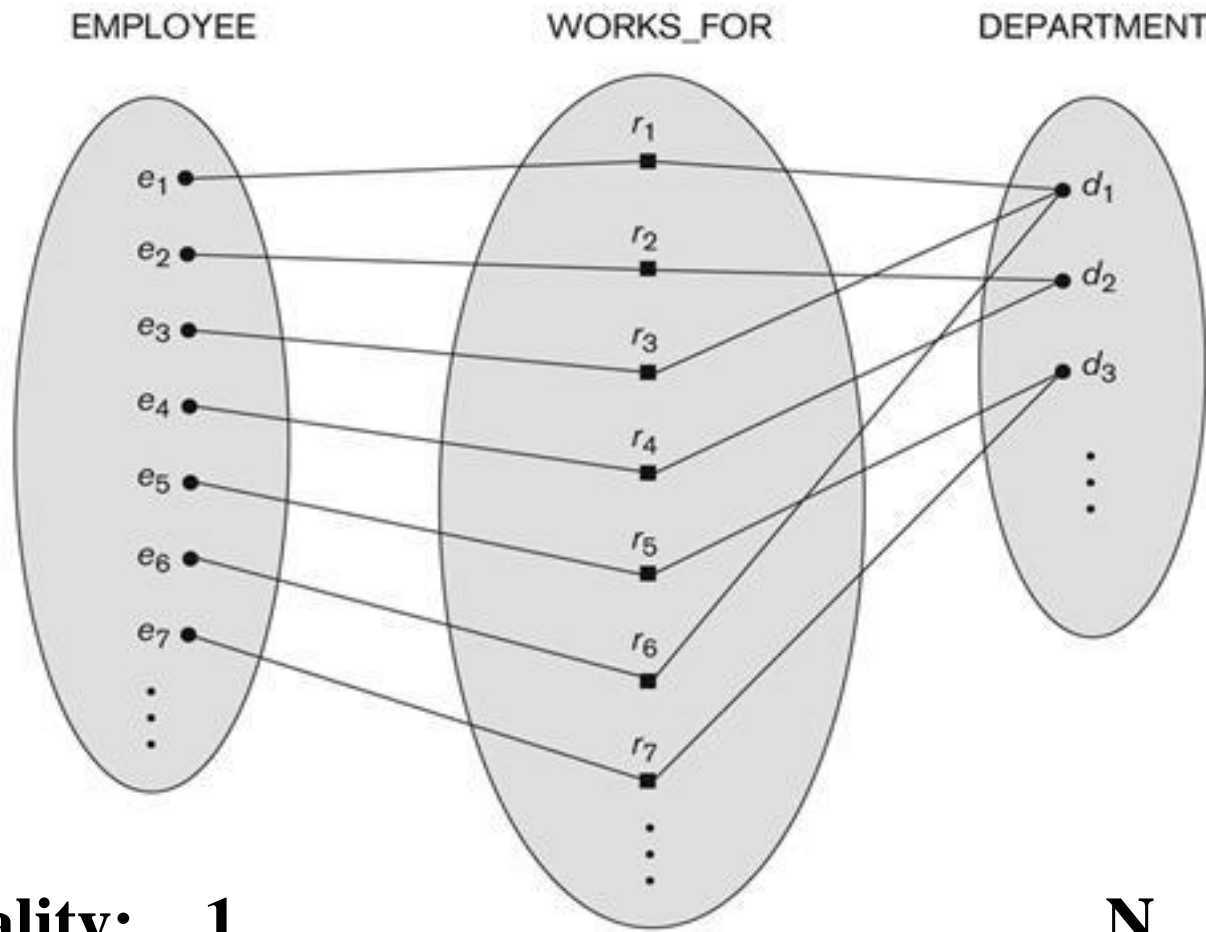 EMPLOYEE WORKS_FOR DEPARTMENT
r1
e1 d1
r2
e2 d2
e3 r3
d3
e4 r4
e5
r5
e6
r6
e7
r7
ality: 1 N